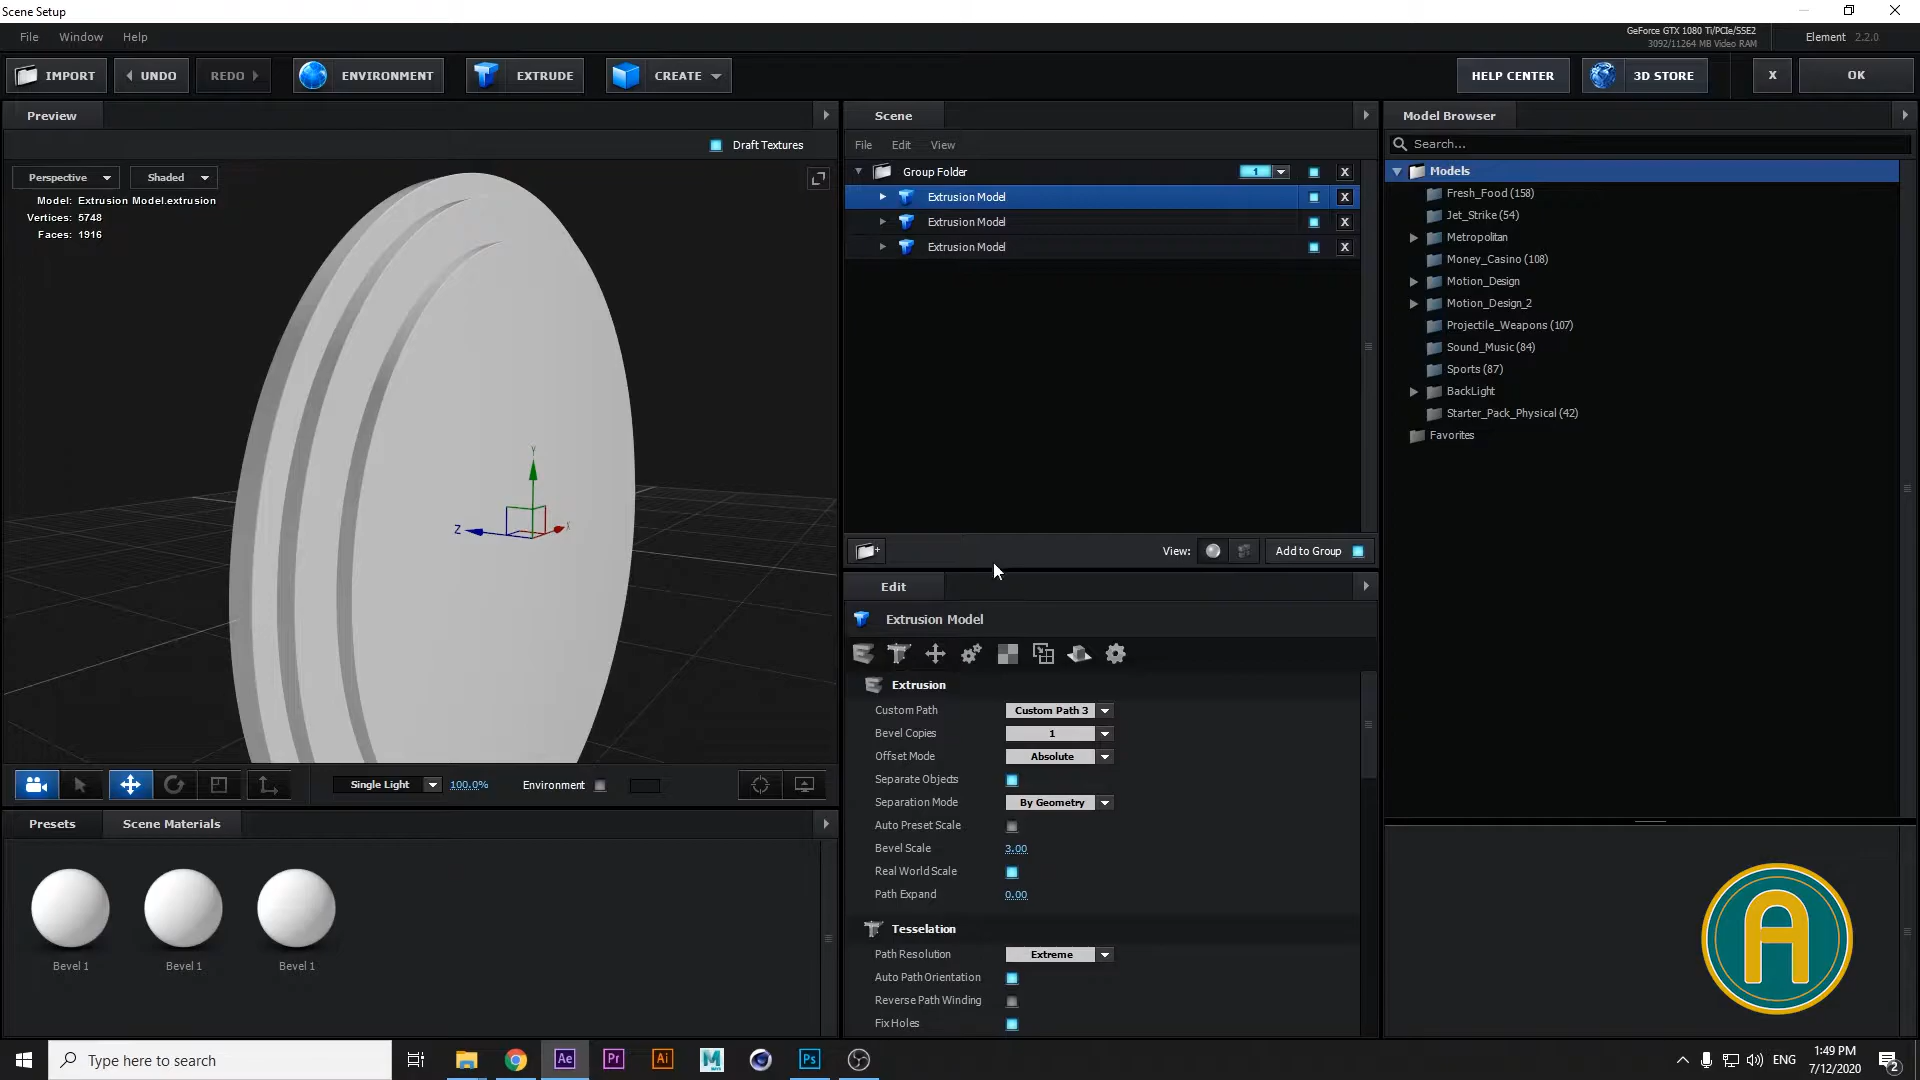 Scene Setup
File Window Help
GeForce GTX 1080 Ti/PCIe/SSE2
3092/11264 MB Video RAM
Element 2.2.0
IMPORT UNDO REDO ENVIRONMENT EXTRUDE CREATE HELP CENTER 3D STORE X OK
Preview
Draft Textures
Perspective Shaded
Model: Extrusion Model.extrusion
Vertices: 5748
Faces: 1916
Y
Z
X
Single Light 100.0% Environment
Presets Scene Materials
Bevel 1 Bevel 1 Bevel 1
Scene
File Edit View
Group Folder 1 X
Extrusion Model X
Extrusion Model X
Extrusion Model X
View: Add to Group
Edit
Extrusion Model
Extrusion
Custom Path Custom Path 3
Bevel Copies 1
Offset Mode Absolute
Separate Objects
Separation Mode By Geometry
Auto Preset Scale
Bevel Scale 3.00
Real World Scale
Path Expand 0.00
Tesselation
Path Resolution Extreme
Auto Path Orientation
Reverse Path Winding
Fix Holes
Model Browser
Search...
Models
Fresh_Food (158)
Jet_Strike (54)
Metropolitan
Money_Casino (108)
Motion_Design
Motion_Design_2
Projectile_Weapons (107)
Sound_Music (84)
Sports (87)
BackLight
Starter_Pack_Physical (42)
Favorites
A
Type here to search
Ae Pr Ai Ps
ENG
1:49 PM
7/12/2020
2